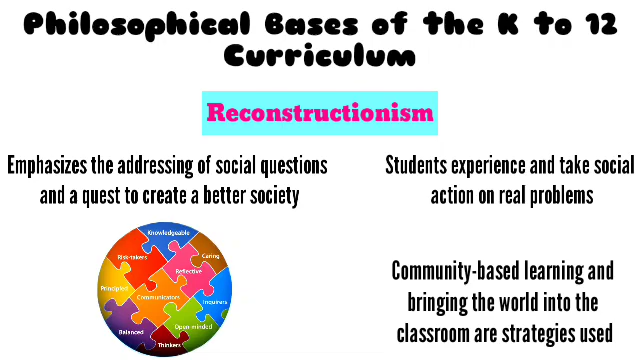 Philosophical Bases of the K to 12
Curriculum
Reconstructionism
Emphasizes the addressing of social questions
and a quest to create a better society
Students experience and take social
action on real problems
Knowledgeable
Risk-makers
Caring
Reflective
Principled
Communicators
Inquirers
Open-minded
Balanced
Thinkers
Community-based learning and
bringing the world into the
classroom are strategies used